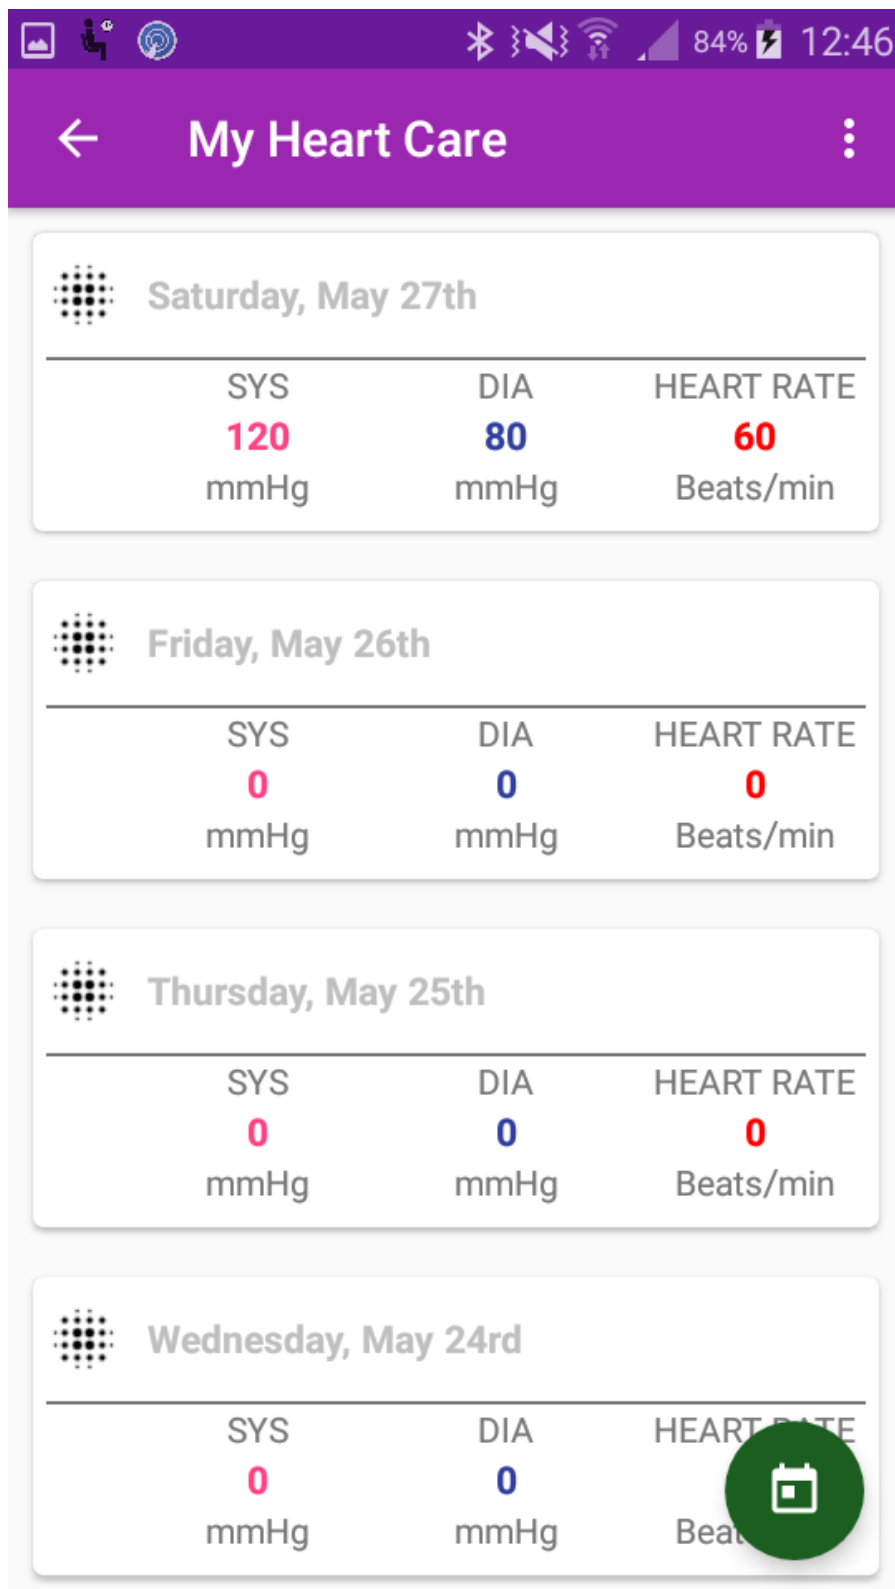 84% 12:46
My Heart Care
Saturday, May 27th
SYS DIA HEART RATE
120 80 60
mmHg mmHg Beats/min
Friday, May 26th
SYS DIA HEART RATE
0 0 0
mmHg mmHg Beats/min
Thursday, May 25th
SYS DIA HEART RATE
0 0 0
mmHg mmHg Beats/min
Wednesday, May 24rd
SYS DIA HEART
0 0
mmHg mmHg